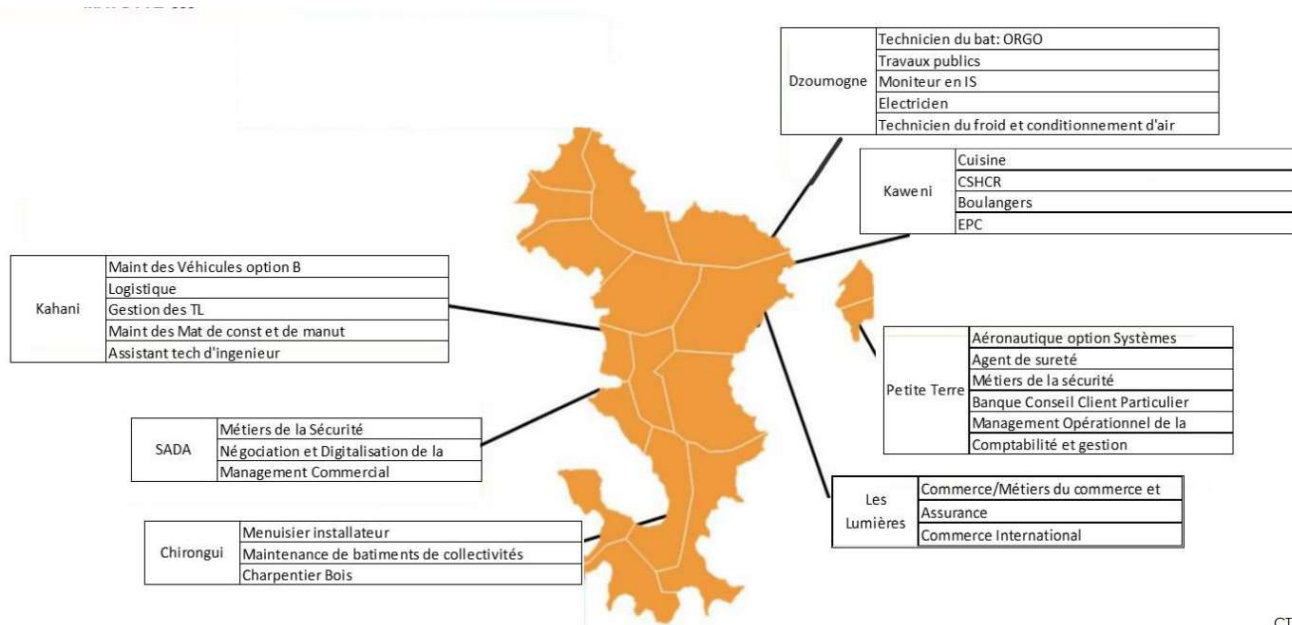 Technicien du bat: ORGO
Travaux publics
Dzoumogne
Moniteur en IS
Electricien
Technicien du froid et conditionnement d'air
Cuisine
CSHCR
Kaweni
Boulangers
EPC
Maint des Véhicules option B
Logistique
Kahani
Gestion des TL
Maint des Mat de const et de manut
Assistant tech d'ingenieur
Aéronautique option Systèmes
Agent de sureté
Métiers de la sécurité
Petite Terre
Banque Conseil Client Particulier
Management Opérationnel de la
Comptabilité et gestion
Métiers de la Sécurité
SADA
Négociation et Digitalisation de la
Management Commercial
Les
Lumières
Commerce/Métiers du commerce et
Assurance
Commerce International
Menuisier installateur
Chirongui
Maintenance de batiments de collectivités
Charpentier Bois